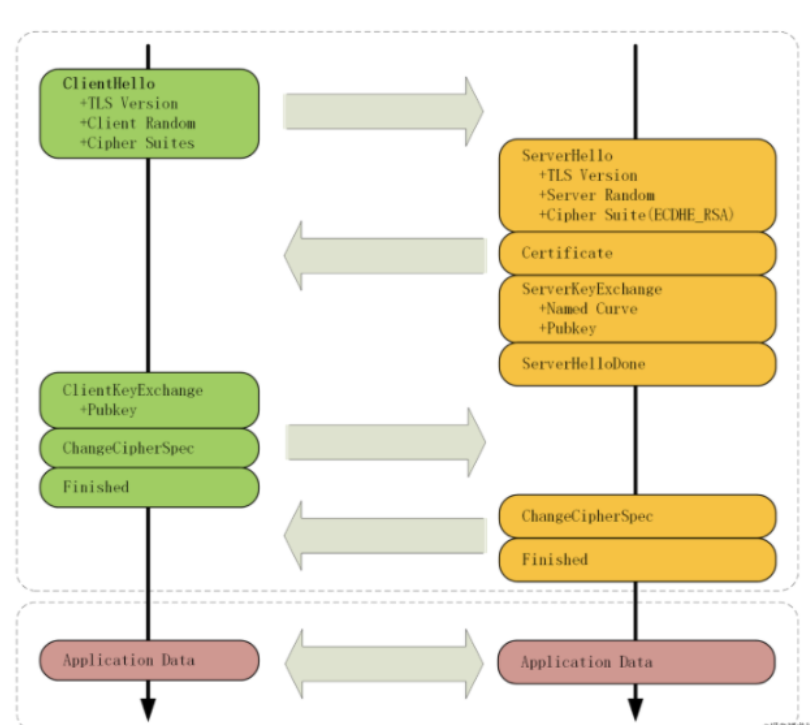 ClientHello
+TLS Version
+Client Random
+Cipher Suites
ServerHello
+TLS Version
+Server Random
+Cipher Suite(ECDHE_RSA)
Certificate
ServerKeyExchange
+Named Curve
+Pubkey
ServerHelloDone
ClientKeyExchange
+Pubkey
ChangeCipherSpec
Finished
ChangeCipherSpec
Finished
Application Data
Application Data